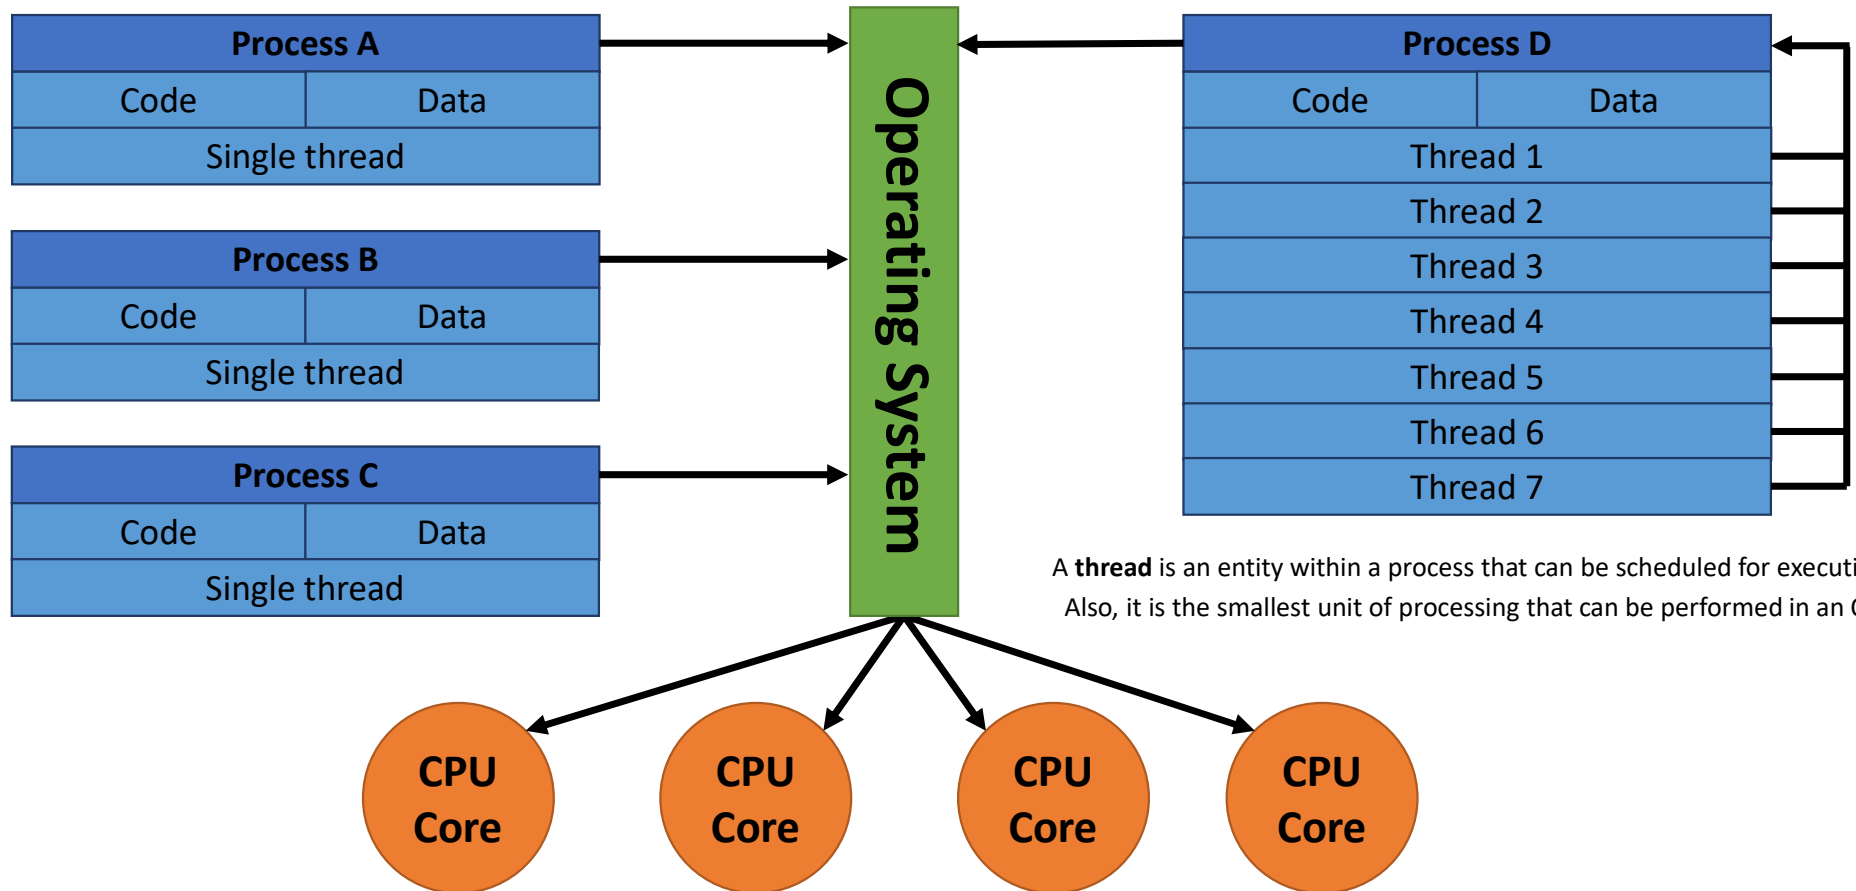 Process A
Code Data
Single thread
Process B
Code Data
Single thread
Process C
Code Data
Single thread
Operating System
Process D
Code Data
Thread 1
Thread 2
Thread 3
Thread 4
Thread 5
Thread 6
Thread 7
A thread is an entity within a process that can be scheduled for executi
Also, it is the smallest unit of processing that can be performed in an
CPU
Core
CPU
Core
CPU
Core
CPU
Core